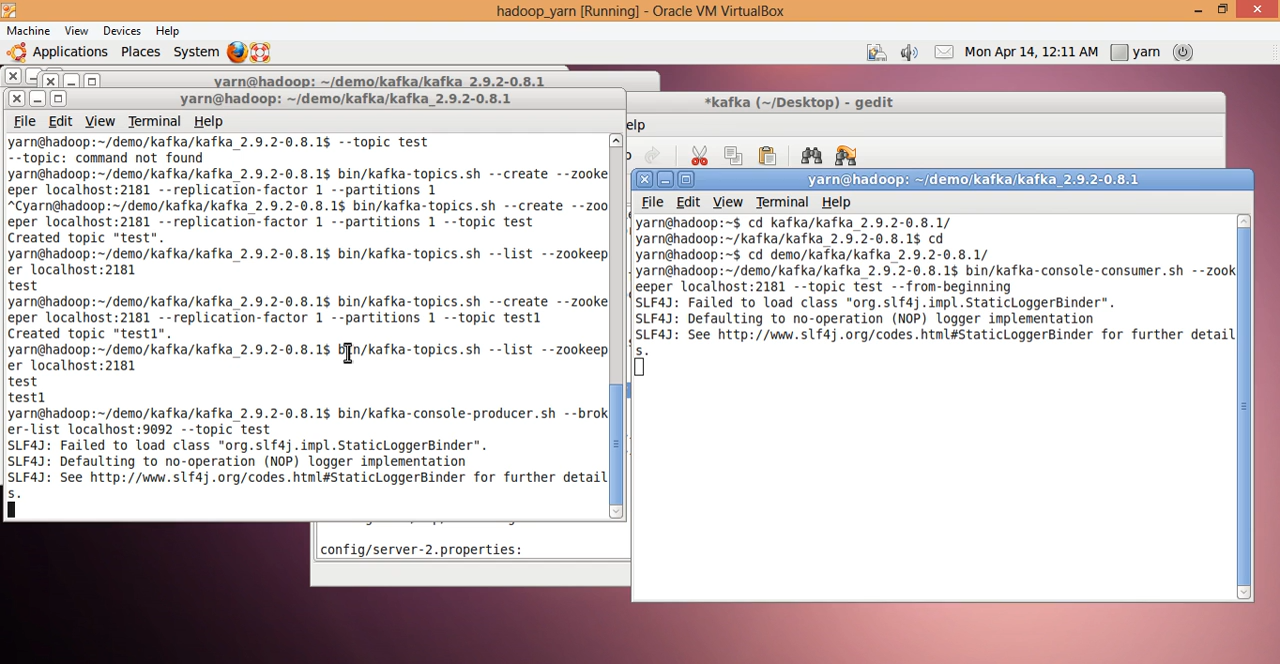 hadoop_yarn [Running] - Oracle VM VirtualBox
Machine View Devices Help
Applications Places System Mon Apr 14, 12:11 AM yarn
yarn@hadoop: ~/demo/kafka/kafka_2.9.2-0.8.1
yarn@hadoop: ~/demo/kafka/kafka_2.9.2-0.8.1
File Edit View Terminal Help
yarn@hadoop:~/demo/kafka/kafka_2.9.2-0.8.1$ --topic test
--topic: command not found
yarn@hadoop:~/demo/kafka/kafka_2.9.2-0.8.1$ bin/kafka-topics.sh --create --zooke
eper localhost:2181 --replication-factor 1 --partitions 1
^Cyarn@hadoop:~/demo/kafka/kafka_2.9.2-0.8.1$ bin/kafka-topics.sh --create --zoo
eper localhost:2181 --replication-factor 1 --partitions 1 --topic test
Created topic "test".
yarn@hadoop:~/demo/kafka/kafka_2.9.2-0.8.1$ bin/kafka-topics.sh --list --zookeep
er localhost:2181
test
yarn@hadoop:~/demo/kafka/kafka_2.9.2-0.8.1$ bin/kafka-topics.sh --create --zooke
eper localhost:2181 --replication-factor 1 --partitions 1 --topic test1
Created topic "test1".
yarn@hadoop:~/demo/kafka/kafka_2.9.2-0.8.1$ bin/kafka-topics.sh --list --zookeep
er localhost:2181
test
test1
yarn@hadoop:~/demo/kafka/kafka_2.9.2-0.8.1$ bin/kafka-console-producer.sh --brok
er-list localhost:9092 --topic test
SLF4J: Failed to load class "org.slf4j.impl.StaticLoggerBinder".
SLF4J: Defaulting to no-operation (NOP) logger implementation
SLF4J: See http://www.slf4j.org/codes.html#StaticLoggerBinder for further detail
s.
*kafka (~/Desktop) - gedit
elp
yarn@hadoop: ~/demo/kafka/kafka_2.9.2-0.8.1
File Edit View Terminal Help
yarn@hadoop:~$ cd kafka/kafka_2.9.2-0.8.1/
yarn@hadoop:~/kafka/kafka_2.9.2-0.8.1$ cd
yarn@hadoop:~$ cd demo/kafka/kafka_2.9.2-0.8.1/
yarn@hadoop:~/demo/kafka/kafka_2.9.2-0.8.1$ bin/kafka-console-consumer.sh --zook
eeper localhost:2181 --topic test --from-beginning
SLF4J: Failed to load class "org.slf4j.impl.StaticLoggerBinder".
SLF4J: Defaulting to no-operation (NOP) logger implementation
SLF4J: See http://www.slf4j.org/codes.html#StaticLoggerBinder for further detail
s.
config/server-2.properties: